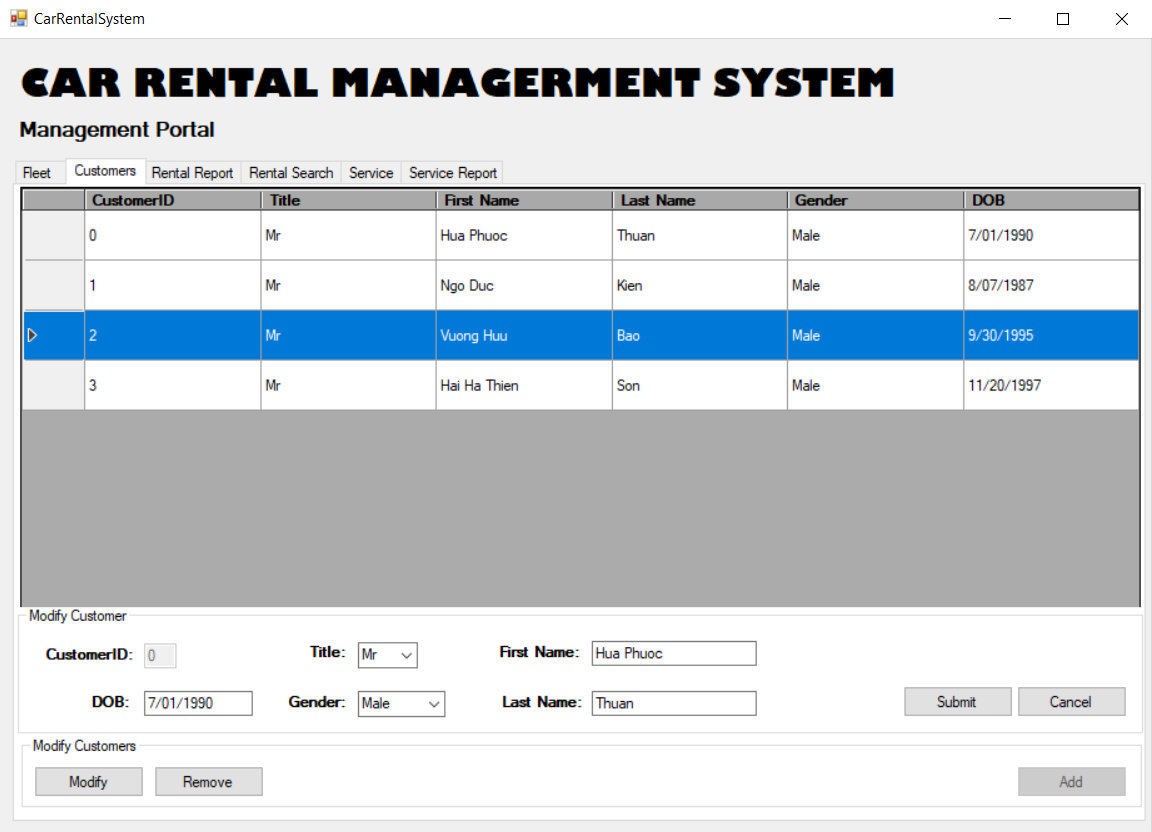 CarRentalSystem
CAR RENTAL MANAGERMENT SYSTEM
Management Portal
Fleet Customers Rental Report Rental Search Service Service Report
CustomerID Title First Name Last Name Gender DOB
0 Mr Hua Phuoc Thuan Male 7/01/1990
1 Mr Ngo Duc Kien Male 8/07/1987
2 Mr Vuong Huu Bao Male 9/30/1995
3 Mr Hai Ha Thien Son Male 11/20/1997
Modify Customer
CustomerID: 0 Title: Mr First Name: Hua Phuoc
DOB: 7/01/1990 Gender: Male Last Name: Thuan Submit Cancel
Modify Customers
Modify Remove Add